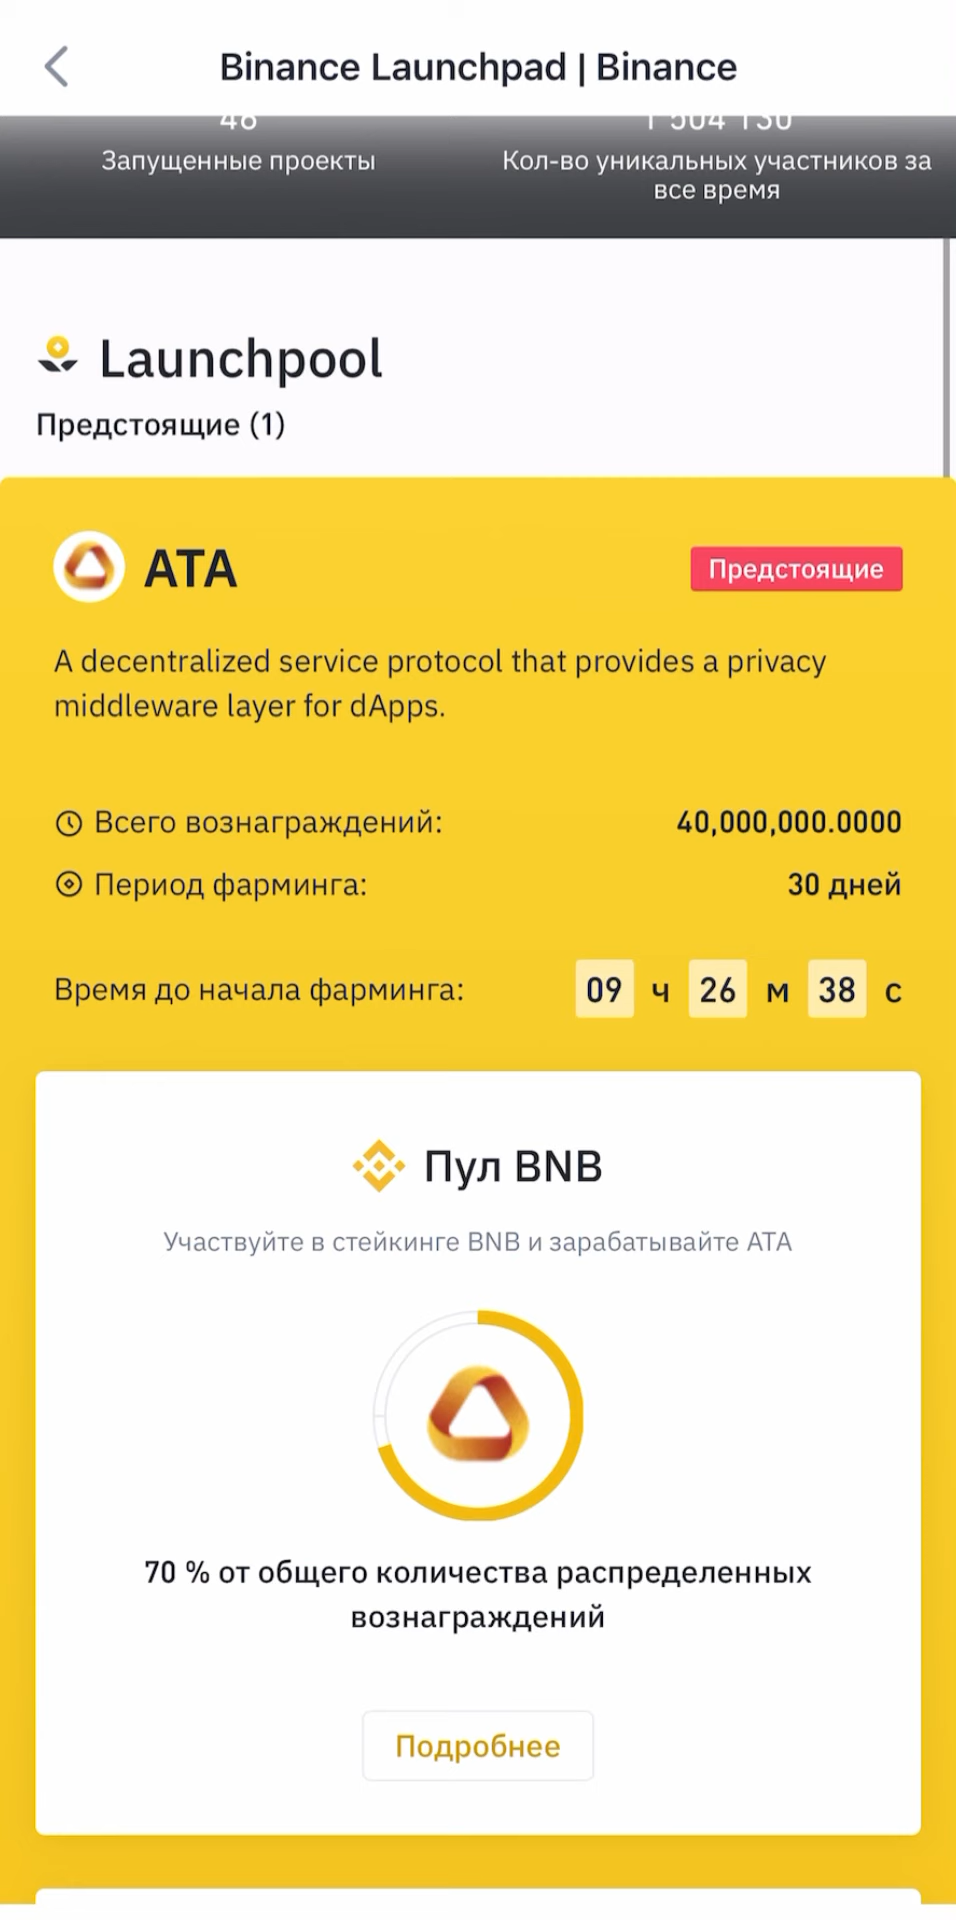 Binance Launchpad | Binance
Запущенные проекты
Кол-во уникальных участников за
все время
Launchpool
Предстоящие (1)
ATA
Предстоящие
A decentralized service protocol that provides a privacy
middleware layer for dApps.
Всего вознаграждений: 40,000,000.0000
Период фарминга: 30 дней
Время до начала фарминга: 09 ч 26 м 38 с
Пул BNB
Участвуйте в стейкинге BNB и зарабатывайте ATA
70 % от общего количества распределенных
вознаграждений
Подробнее